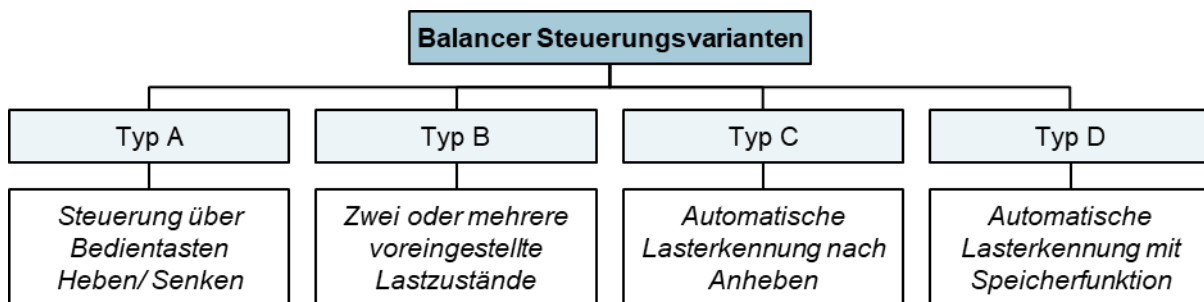 Balancer Steuerungsvarianten
Typ A
Typ B
Typ C
Typ D
Steuerung über
Bedientasten
Heben/ Senken
Zwei oder mehrere
voreingestellte
Lastzustände
Automatische
Lasterkennung nach
Anheben
Automatische
Lasterkennung mit
Speicherfunktion